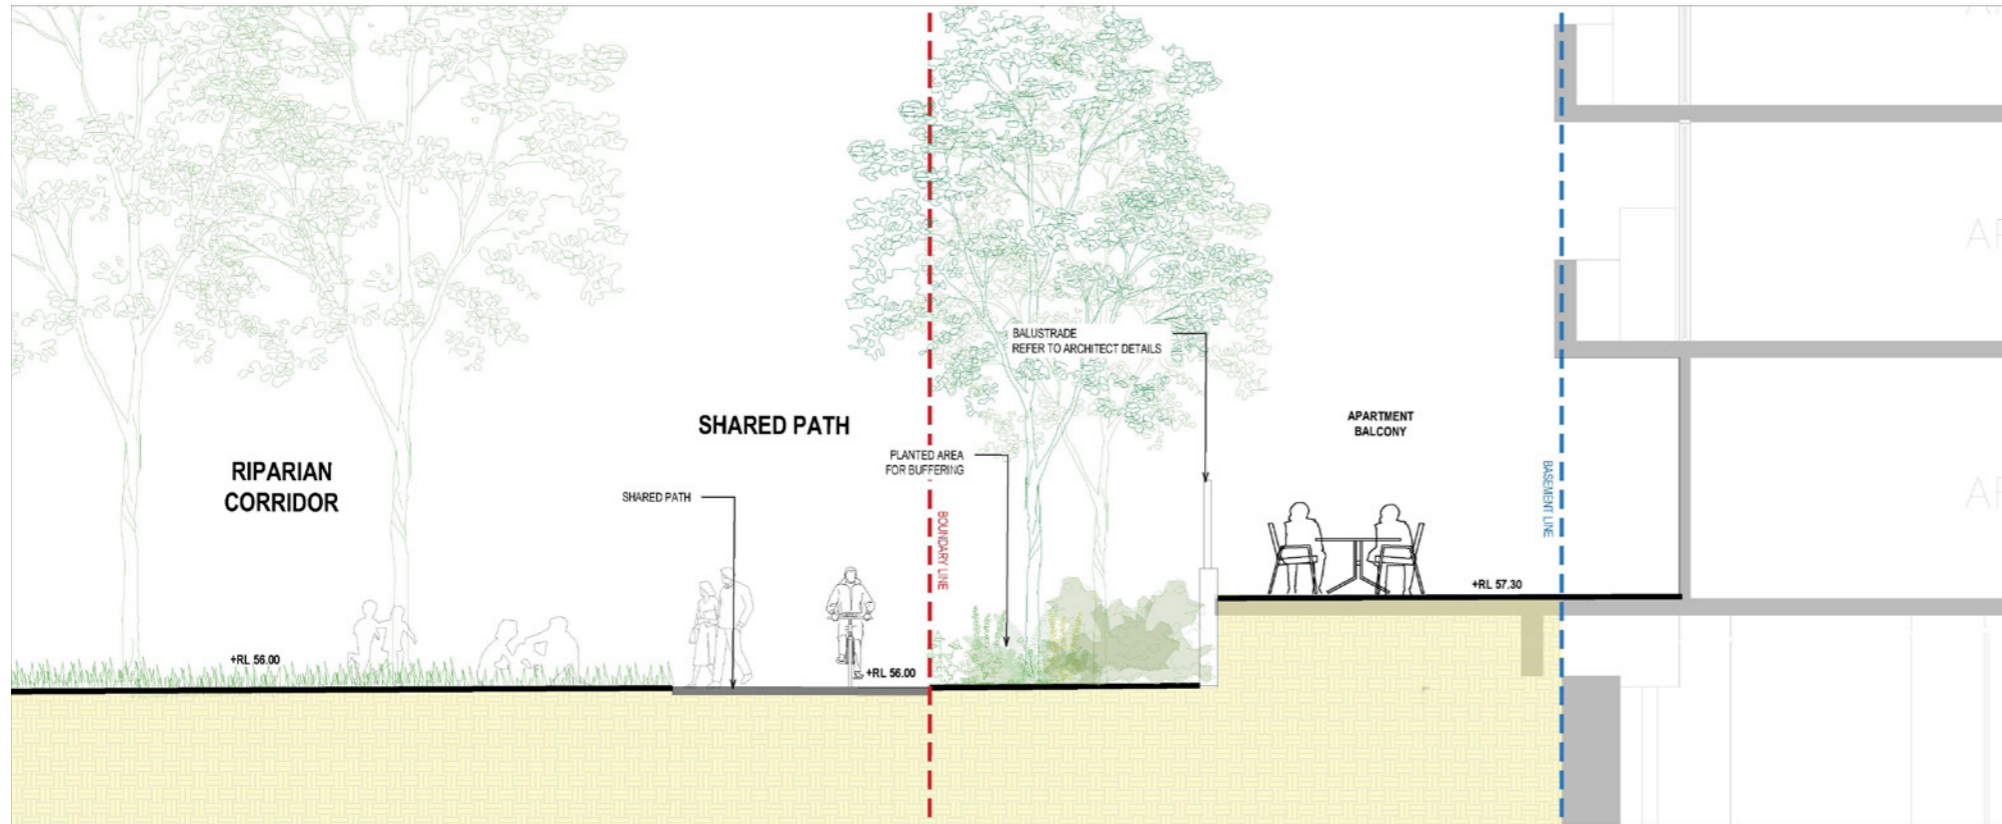 BALUSTRADE
REFER TO ARCHITECT DETAILS
SHARED PATH
APARTMENT
BALCONY
PLANTED AREA
FOR BUFFERING
RIPARIAN
CORRIDOR
SHARED PATH
BOUNDARY LINE
BASEMENT LINE
+RL 57.30
+RL 56.00
+RL 56.00